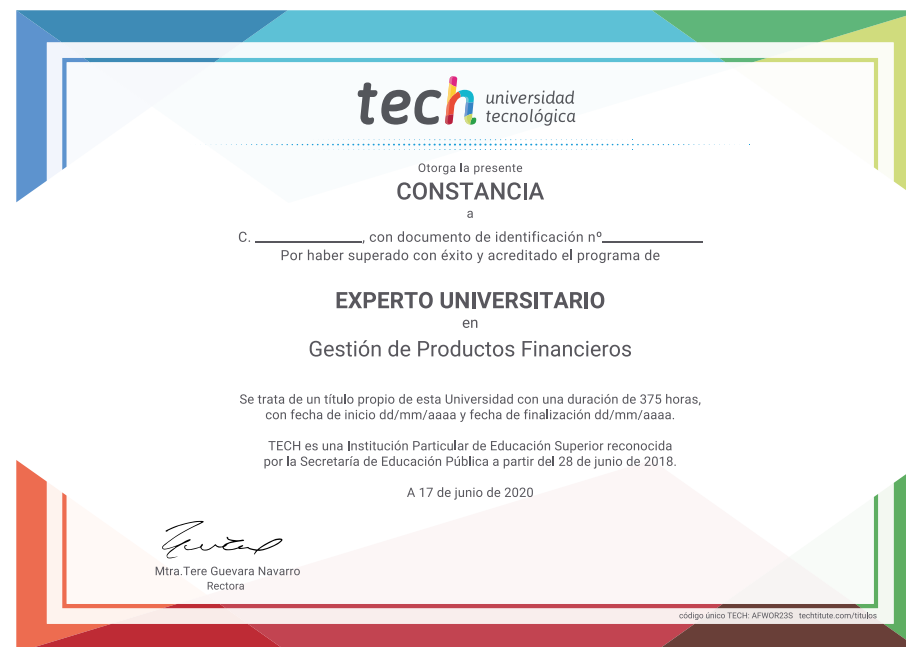 tech universidad
tecnológica
Otorga la presente
CONSTANCIA
a
C. ____________, con documento de identificación nº____________
Por haber superado con éxito y acreditado el programa de
EXPERTO UNIVERSITARIO
en
Gestión de Productos Financieros
Se trata de un título propio de esta Universidad con una duración de 375 horas,
con fecha de inicio dd/mm/aaaa y fecha de finalización dd/mm/aaaa.
TECH es una Institución Particular de Educación Superior reconocida
por la Secretaría de Educación Pública a partir del 28 de junio de 2018.
A 17 de junio de 2020
Mtra.Tere Guevara Navarro
Rectora
código único TECH: AFWOR23S techtitute.com/titulos